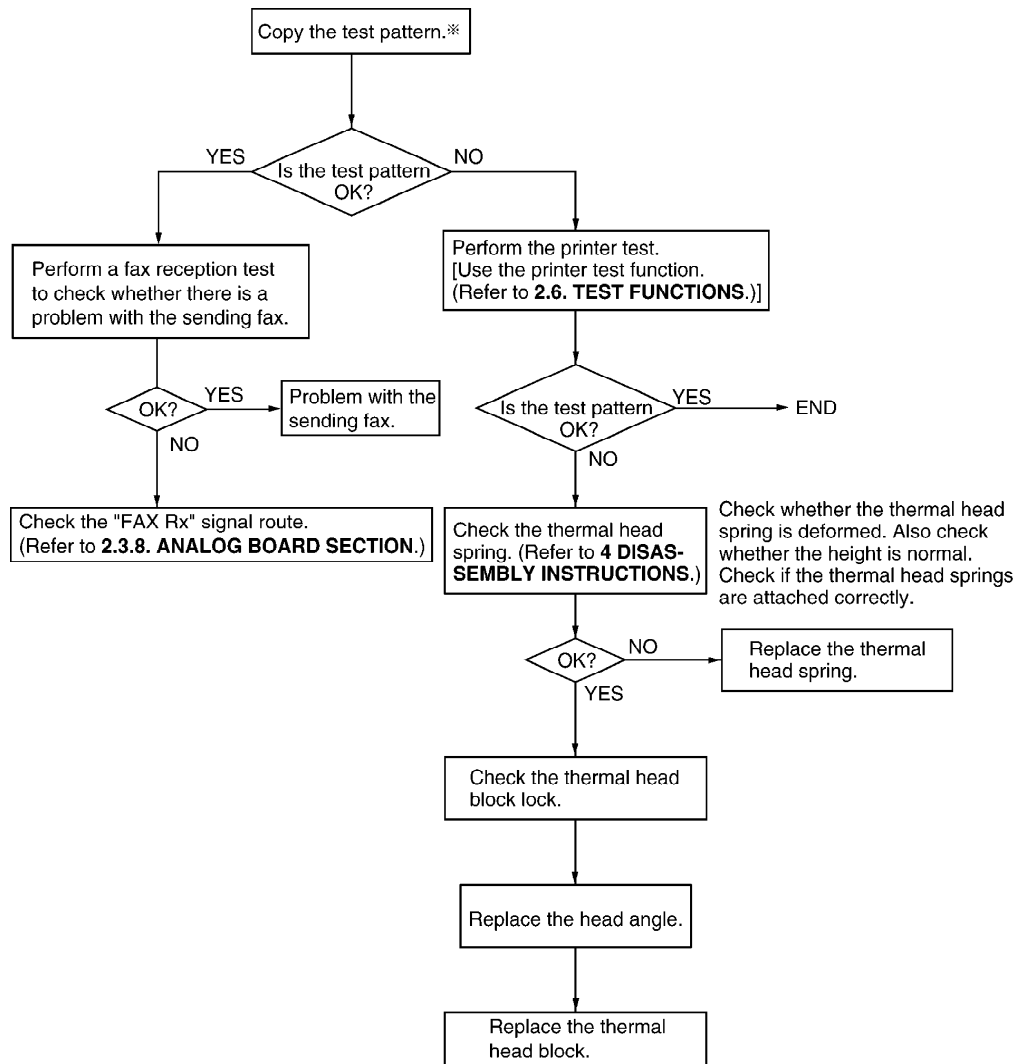 Copy the test pattern.※
YES
NO
Is the test pattern
OK?
Perform a fax reception test
to check whether there is a
problem with the sending fax.
Perform the printer test.
[Use the printer test function.
(Refer to 2.6. TEST FUNCTIONS.)]
OK?
YES
Problem with the
sending fax.
NO
Is the test pattern
OK?
YES
END
NO
Check the "FAX Rx" signal route.
(Refer to 2.3.8. ANALOG BOARD SECTION.)
Check the thermal head
spring. (Refer to 4 DISAS-
SEMBLY INSTRUCTIONS.)
Check whether the thermal head
spring is deformed. Also check
whether the height is normal.
Check if the thermal head springs
are attached correctly.
OK?
NO
Replace the thermal
head spring.
YES
Check the thermal head
block lock.
Replace the head angle.
Replace the thermal
head block.